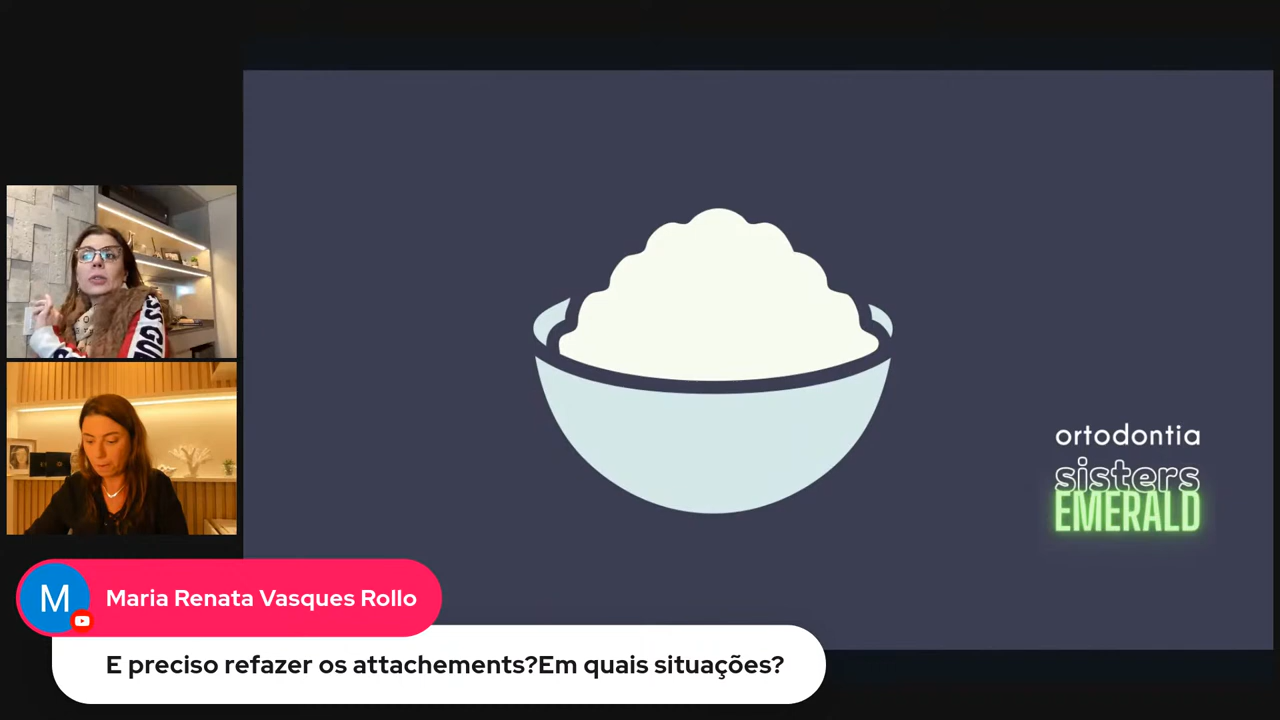 ortodontia
sisters
EMERALD
M
Maria Renata Vasques Rollo
E preciso refazer os attachements?Em quais situações?